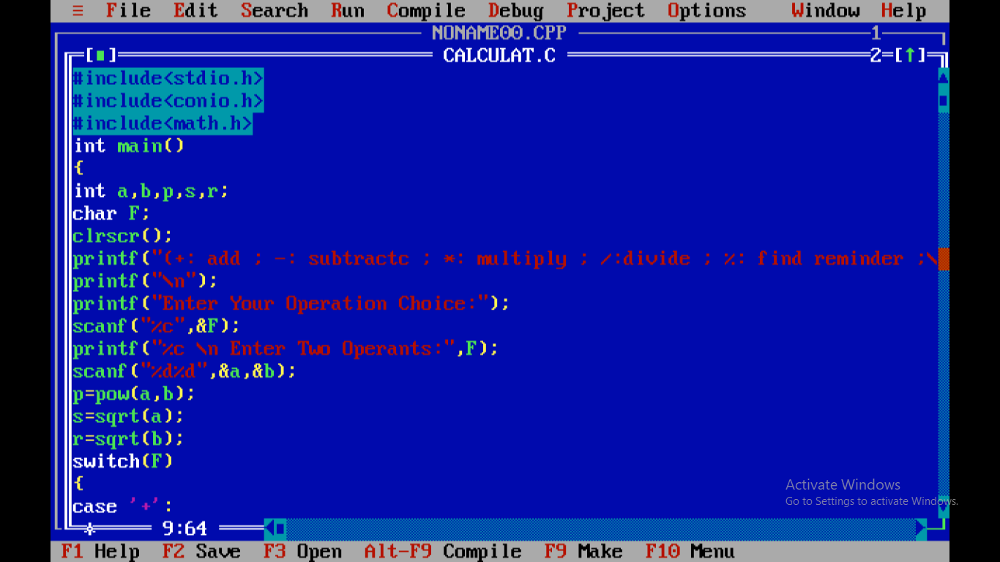 ≡ File Edit Search Run Compile Debug Project Options Window Help
NONAME00.CPP 1
[■] CALCULAT.C 2=[↑]
#include<stdio.h>
#include<conio.h>
#include<math.h>
int main()
{
int a,b,p,s,r;
char F;
clrscr();
printf("(+: add ; -: subtractc ; *: multiply ; /:divide ; %: find reminder ;\
printf("\n");
printf("Enter Your Operation Choice:");
scanf("%c",&F);
printf("%c \n Enter Two Operants:",F);
scanf("%d%d",&a,&b);
p=pow(a,b);
s=sqrt(a);
r=sqrt(b);
switch(F)
{
case '+':
Activate Windows
Go to Settings to activate Windows.
9:64
F1 Help F2 Save F3 Open Alt-F9 Compile F9 Make F10 Menu